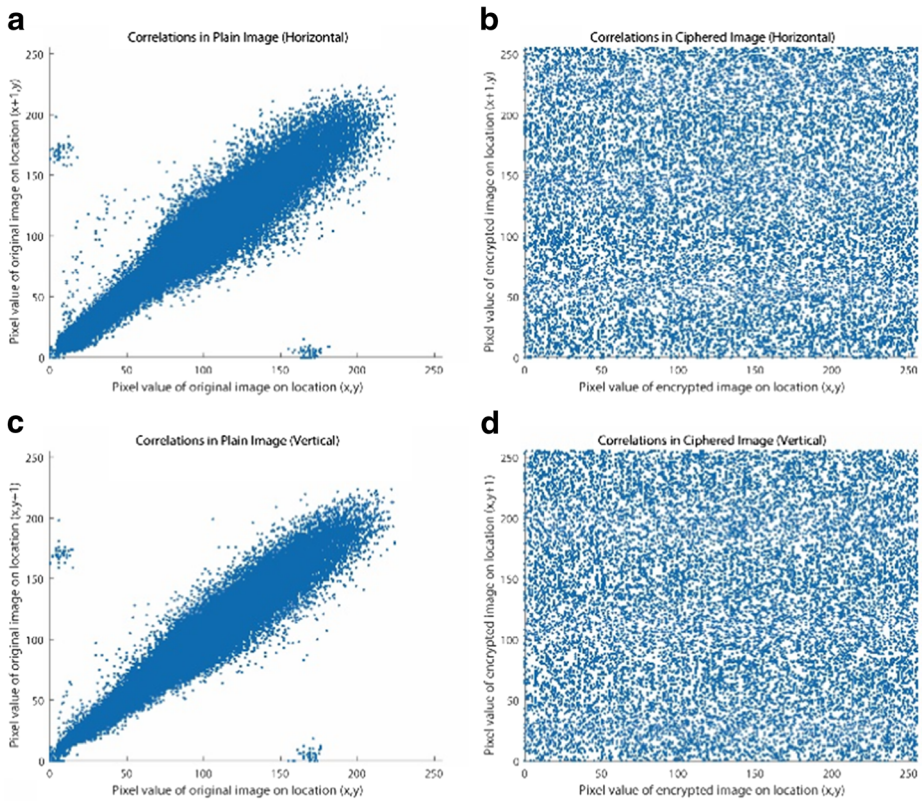 a
Correlations in Plain Image (Horizontal)
Pixel value of original image on location (x+1,y)
250
200
150
100
50
0
0 50 100 150 200 250
Pixel value of original image on location (x,y)
b
Correlations in Ciphered Image (Horizontal)
Pixel value of encrypted image on location (x+1,y)
250
200
150
100
50
0
0 50 100 150 200 250
Pixel value of encrypted image on location (x,y)
c
Correlations in Plain Image (Vertical)
Pixel value of original image on location (x,y+1)
250
200
150
100
50
0
0 50 100 150 200 250
Pixel value of original image on location (x,y)
d
Correlations in Ciphered Image (Vertical)
Pixel value of encrypted image on location (x,y+1)
250
200
150
100
50
0
0 50 100 150 200 250
Pixel value of encrypted image on location (x,y)